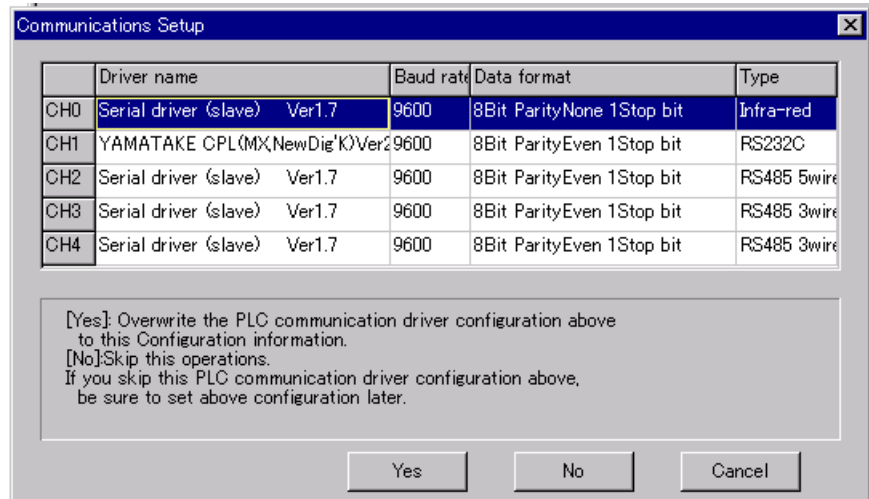 Communications Setup
Driver name Baud rate Data format Type
CH0 Serial driver (slave) Ver1.7 9600 8Bit ParityNone 1Stop bit Infra-red
CH1 YAMATAKE CPL(MX,NewDig'K)Ver2 9600 8Bit ParityEven 1Stop bit RS232C
CH2 Serial driver (slave) Ver1.7 9600 8Bit ParityEven 1Stop bit RS485 5wire
CH3 Serial driver (slave) Ver1.7 9600 8Bit ParityEven 1Stop bit RS485 3wire
CH4 Serial driver (slave) Ver1.7 9600 8Bit ParityEven 1Stop bit RS485 3wire
[Yes]: Overwrite the PLC communication driver configuration above
to this Configuration information.
[No]:Skip this operations.
If you skip this PLC communication driver configuration above,
be sure to set above configuration later.
Yes No Cancel